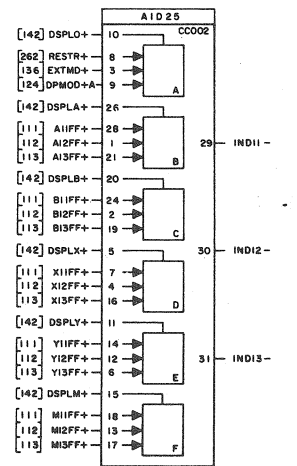 AID25
CC002
[142] DSPLO+ 10
[262] RESTR+ 8
136 EXTMD+ 3
[124] DPMOD+A 9
A
[142] DSPLA+ 26
[111] A11FF+ 28
112 A12FF+ 1
[113] A13FF+ 21
B
29 IND11-
[142] DSPLB+ 20
[111] B11FF+ 24
112 B12FF+ 2
[113] B13FF+ 19
C
[142] DSPLX+ 5
30 IND12-
[111] X11FF+ 7
112 X12FF+ 4
[113] X13FF+ 16
D
[142] DSPLY+ 11
[111] Y11FF+ 14
112 Y12FF+ 12
[113] Y13FF+ 6
E
31 IND13-
[142] DSPLM+ 15
[111] M11FF+ 18
112 M12FF+ 13
[113] M13FF+ 17
F